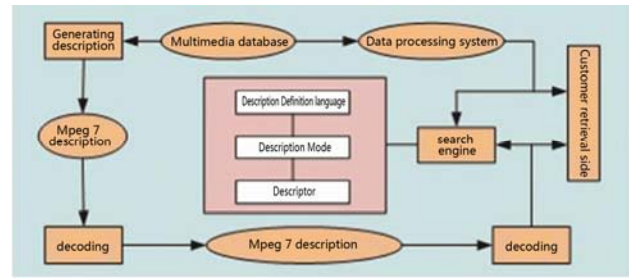 Generating
description
Multimedia database
Data processing system
Customer retrieval side
Description Definition language
Mpeg 7
description
Description Mode
search
engine
Descriptor
decoding
Mpeg 7 description
decoding